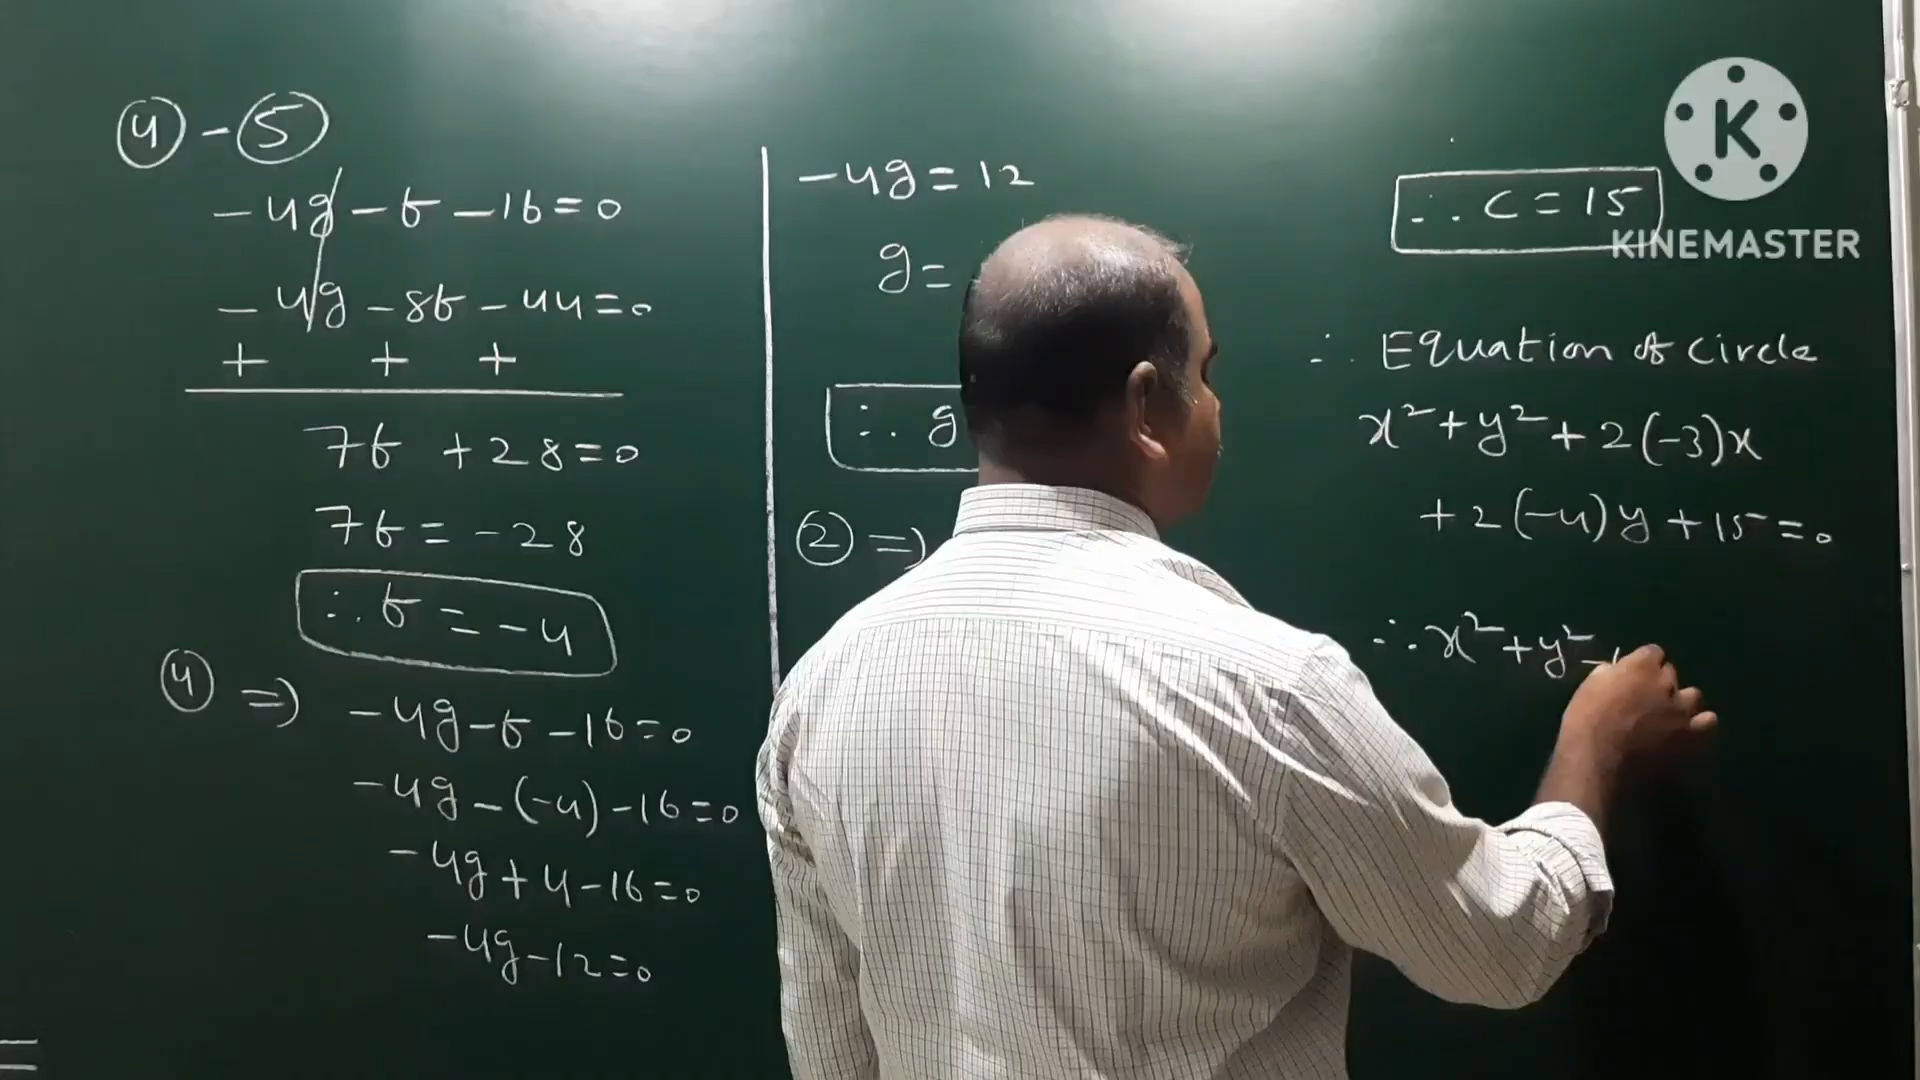 ④ - ⑤
-4g - f - 16 = 0
-4g - 8f - 44 = 0
+ + +
7f + 28 = 0
7f = -28
∴ f = -4
④ ⇒ -4g - f - 16 = 0
-4g - (-4) - 16 = 0
-4g + 4 - 16 = 0
-4g - 12 = 0
-4g = 12
g =
∴ g
② ⇒
∴ c = 15
∴ Equation of circle
x² + y² + 2(-3)x
+ 2(-4)y + 15 = 0
∴ x² + y² -
K
KINEMASTER